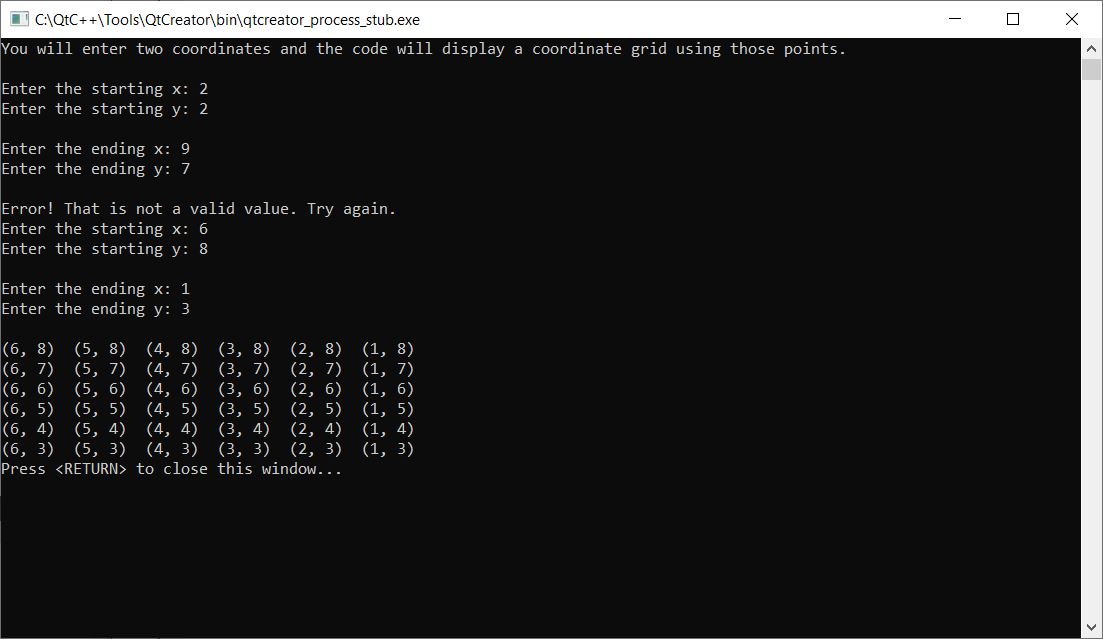 C:\QtC++\Tools\QtCreator\bin\qtcreator_process_stub.exe
You will enter two coordinates and the code will display a coordinate grid using those points.
Enter the starting x: 2
Enter the starting y: 2
Enter the ending x: 9
Enter the ending y: 7
Error! That is not a valid value. Try again.
Enter the starting x: 6
Enter the starting y: 8
Enter the ending x: 1
Enter the ending y: 3
(6, 8)  (5, 8)  (4, 8)  (3, 8)  (2, 8)  (1, 8)
(6, 7)  (5, 7)  (4, 7)  (3, 7)  (2, 7)  (1, 7)
(6, 6)  (5, 6)  (4, 6)  (3, 6)  (2, 6)  (1, 6)
(6, 5)  (5, 5)  (4, 5)  (3, 5)  (2, 5)  (1, 5)
(6, 4)  (5, 4)  (4, 4)  (3, 4)  (2, 4)  (1, 4)
(6, 3)  (5, 3)  (4, 3)  (3, 3)  (2, 3)  (1, 3)
Press <RETURN> to close this window...